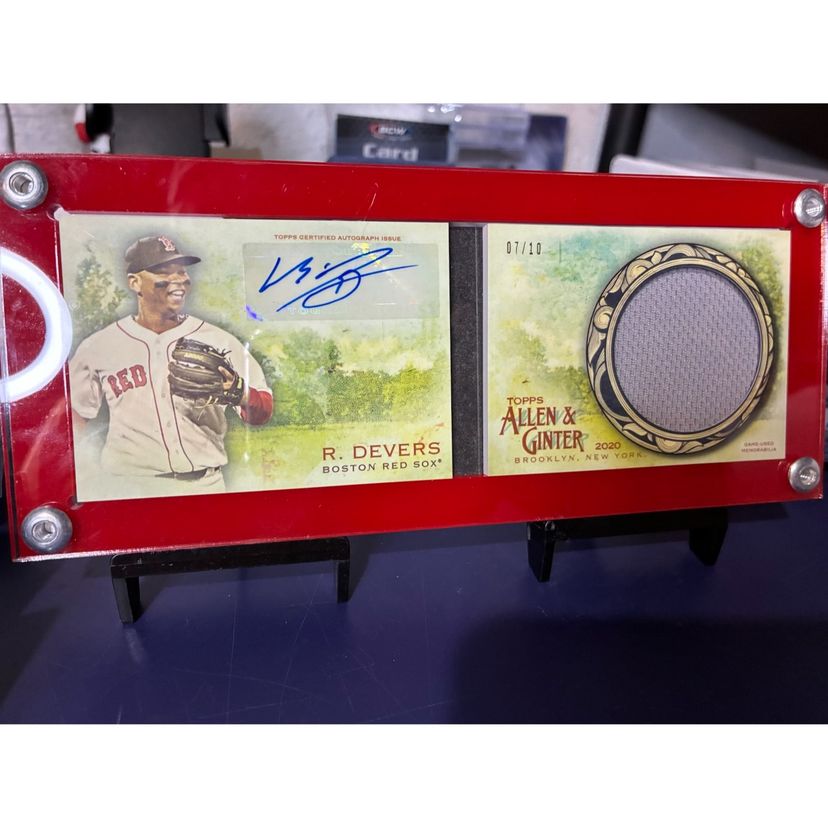 BCW
Card
TOPPS CERTIFIED AUTOGRAPH ISSUE
RED
R. DEVERS
BOSTON RED SOX®
07/10
TOPPS
ALLEN &
GINTER
2020
BROOKLYN, NEW YORK.
GAME-USED
MEMORABILIA